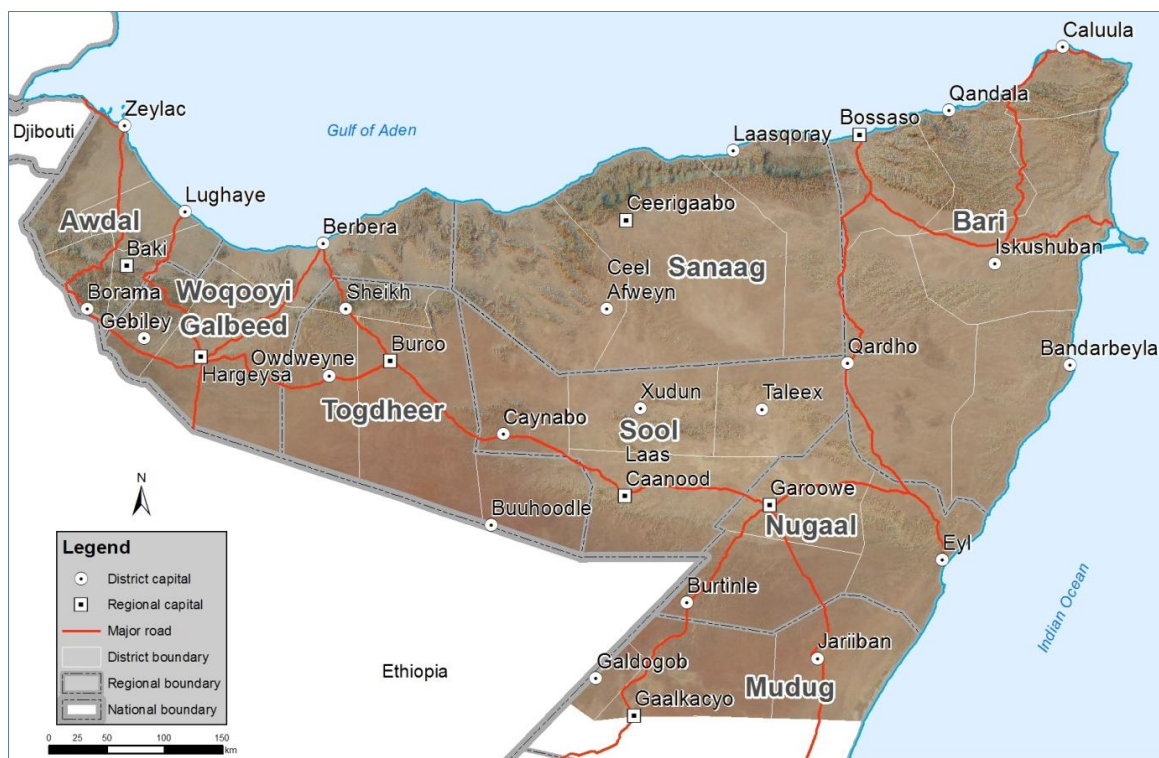 Caluula
Qandala
Bossaso
Zeylac
Djibouti
Gulf of Aden
Laasqoray
Lughaye
Awdal
Ceerigaabo
Bari
Berbera
Baki
Iskushuban
Ceel
Afweyn
Sanaag
Woqooyi
Galbeed
Sheikh
Borama
Gebiley
Burco
Qardho
Bandarbeyla
Owdweyne
Hargeysa
Togdheer
Xudun
Taleex
Caynabo
Sool
Laas
Caanood
Garoowe
Nugaal
Buuhoodle
Eyl
N
Burtinle
Indian Ocean
Jariiban
Ethiopia
Galdogob
Mudug
Gaalkacyo
Legend
District capital
Regional capital
Major road
District boundary
Regional boundary
National boundary
0 25 50 100 150
km